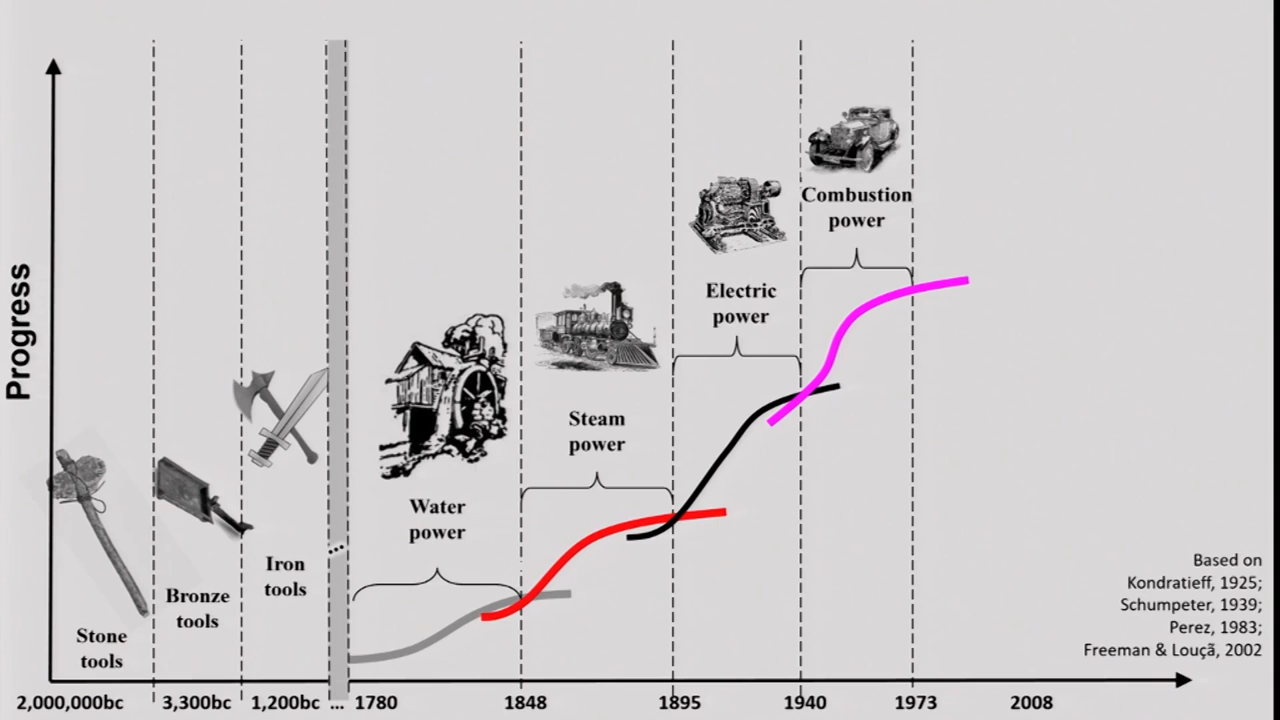 Progress
Combustion
power
Electric
power
Steam
power
Water
power
...
Iron
tools
Bronze
tools
Stone
tools
Based on
Kondratieff, 1925;
Schumpeter, 1939;
Perez, 1983;
Freeman & Louçã, 2002
2,000,000bc 3,300bc 1,200bc ... 1780 1848 1895 1940 1973 2008